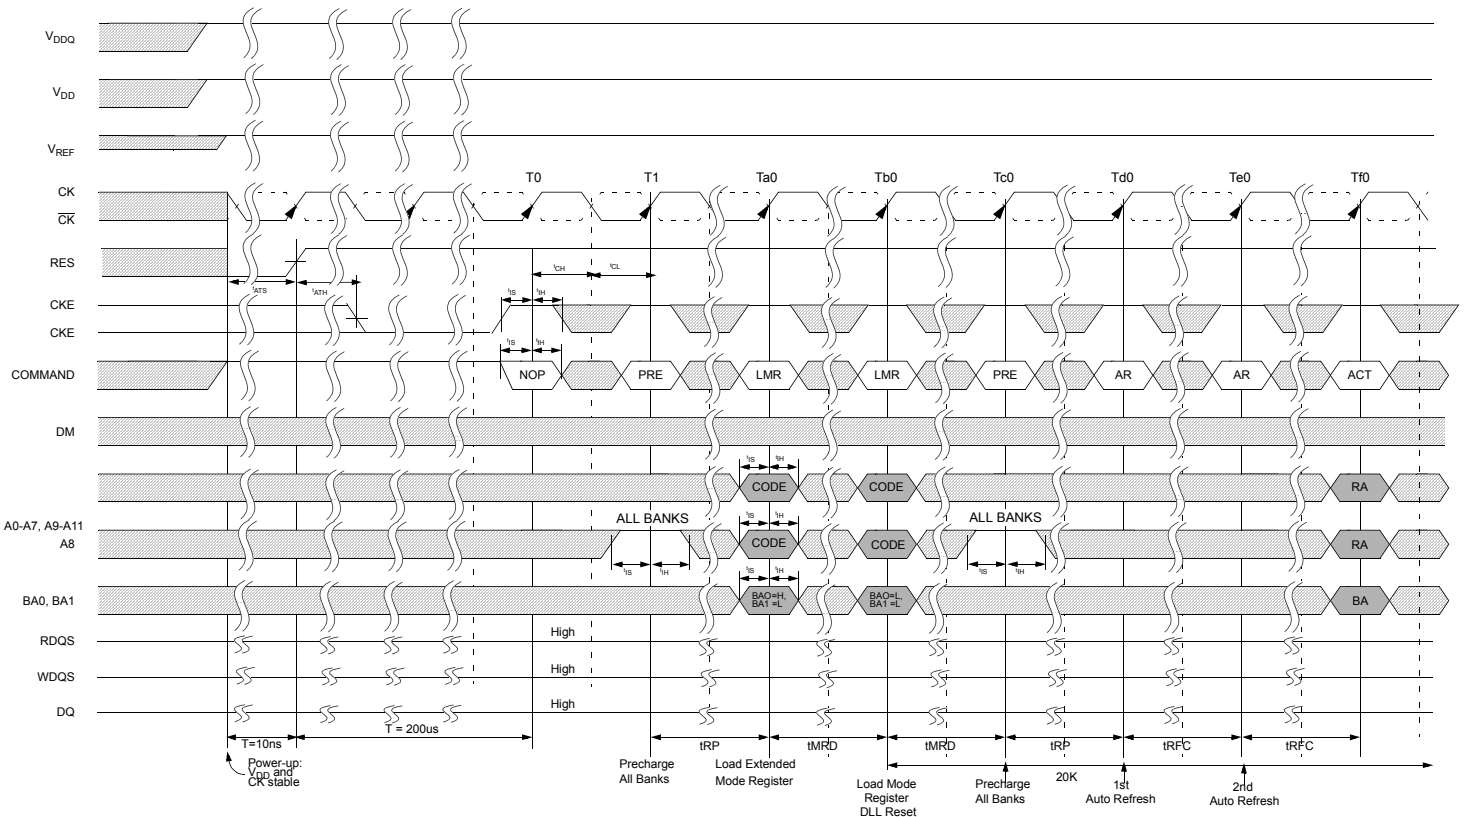 VDDQ
VDD
VREF
T0 T1 Ta0 Tb0 Tc0 Td0 Te0 Tf0
CK
CK
RES
tCH tCL
tATS tATH
tIS tIH
CKE
CKE
tIS tIH
COMMAND NOP PRE LMR LMR PRE AR AR ACT
DM
tIS tIH
CODE CODE RA
A0-A7, A9-A11 ALL BANKS tIS tIH ALL BANKS
A8 CODE CODE RA
tIS tIH tIS tIH tIS tIH
BA0, BA1 BAO=H, BA1 =L BAO=L, BA1 =L BA
RDQS High
WDQS High
DQ High
T=10ns T = 200us tRP tMRD tMRD tRP tRFC tRFC
Power-up:
VDD and
CK stable
Precharge
All Banks
Load Extended
Mode Register
20K
Load Mode
Register
DLL Reset
Precharge
All Banks
1st
Auto Refresh
2nd
Auto Refresh